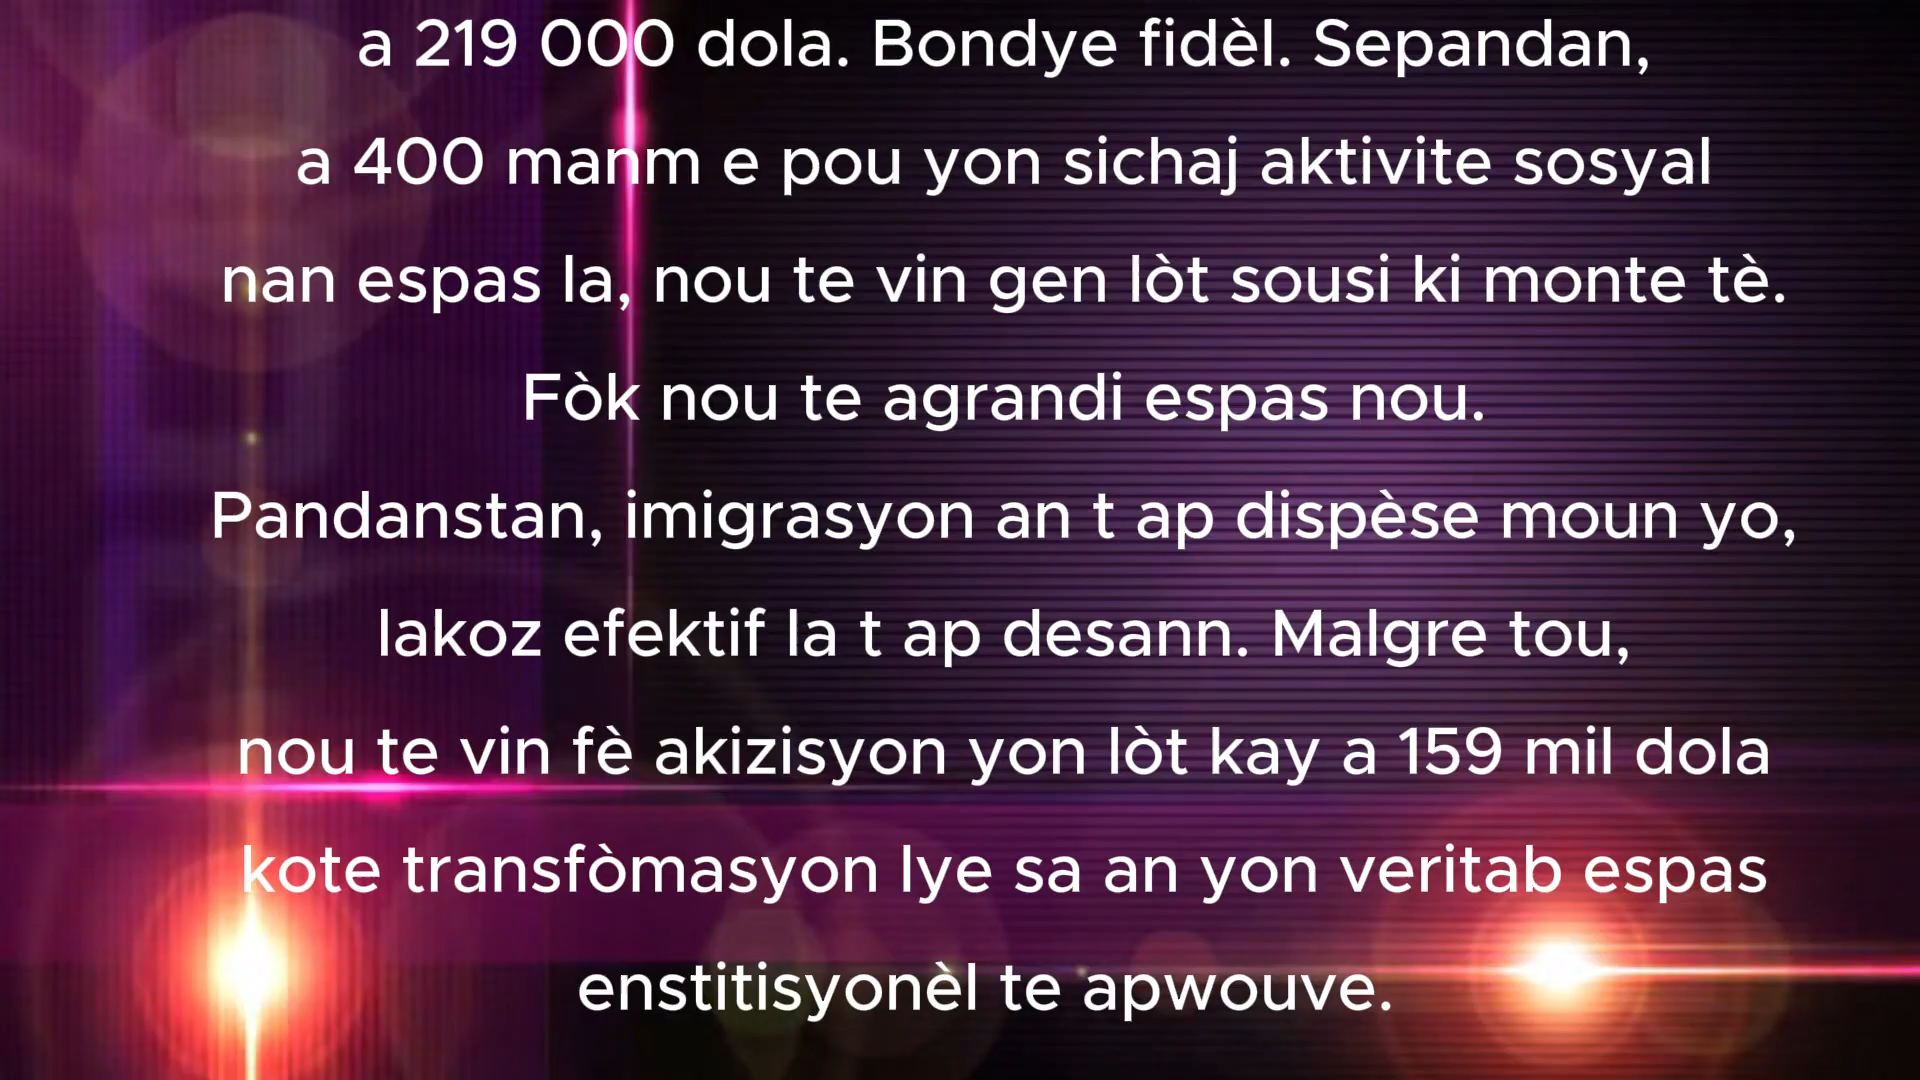 a 219 000 dola. Bondye fidèl. Sepandan,
a 400 manm e pou yon sichaj aktivite sosyal
nan espas la, nou te vin gen lòt sousi ki monte tè.
Fòk nou te agrandi espas nou.
Pandanstan, imigrasyon an t ap dispèse moun yo,
lakoz efektif la t ap desann. Malgre tou,
nou te vin fè akizisyon yon lòt kay a 159 mil dola
kote transfòmasyon lye sa an yon veritab espas
enstitisyonèl te apwouve.